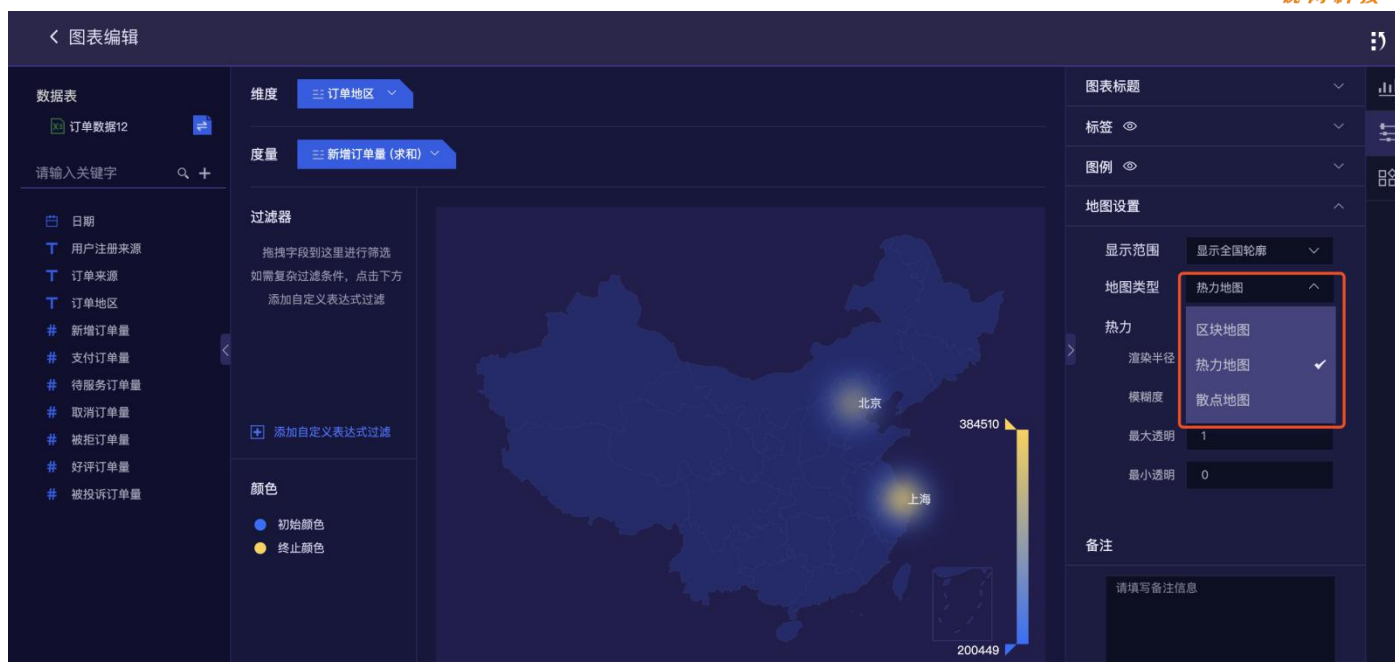 图表编辑
数据表
订单数据12
请输入关键字
日期
用户注册来源
订单来源
订单地区
新增订单量
支付订单量
待服务订单量
取消订单量
被拒订单量
好评订单量
被投诉订单量
维度
订单地区
度量
新增订单量 (求和)
过滤器
拖拽字段到这里进行筛选
如需复杂过滤条件，点击下方
添加自定义表达式过滤
添加自定义表达式过滤
颜色
初始颜色
终止颜色
北京
上海
384510
200449
图表标题
标签
图例
地图设置
显示范围 显示全国轮廓
地图类型 热力地图
热力
区块地图
渲染半径
热力地图
模糊度
散点地图
最大透明 1
最小透明 0
备注
请填写备注信息